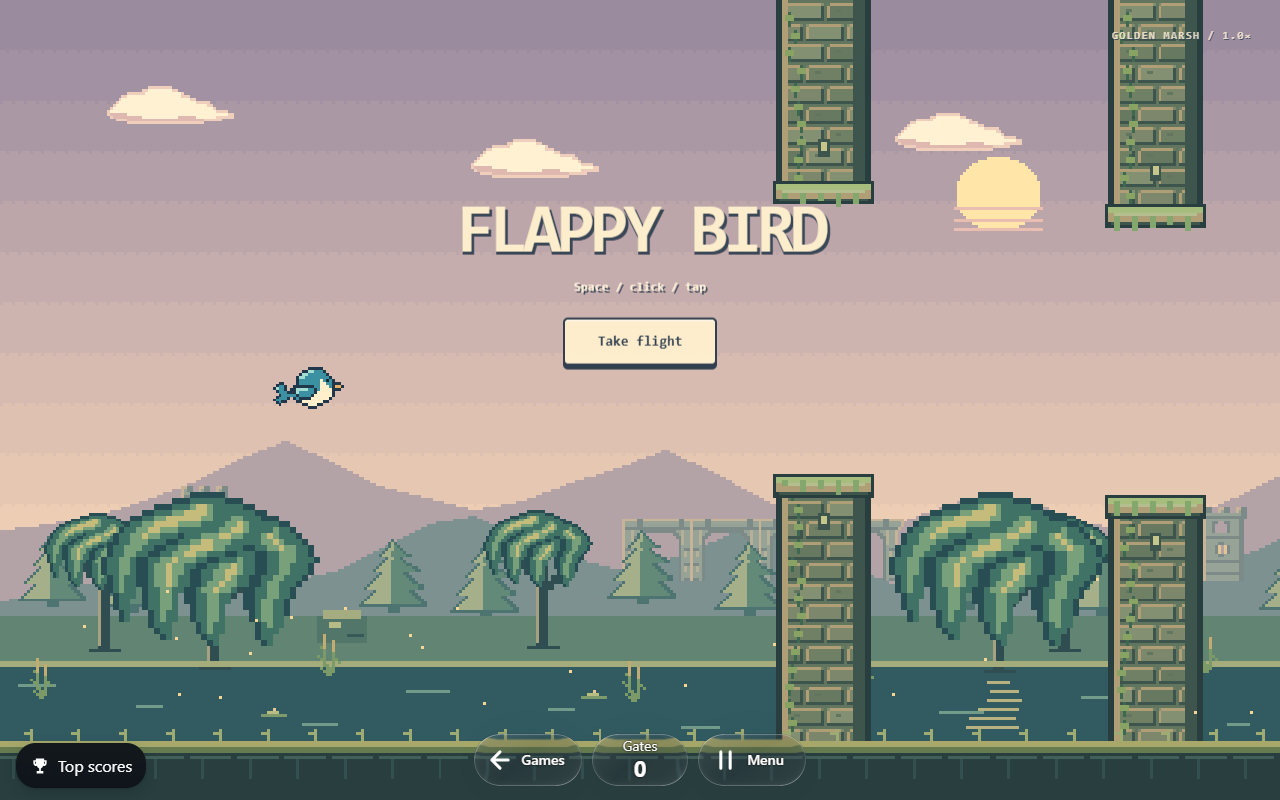 GOLDEN MARSH / 1.0×
FLAPPY BIRD
Space / click / tap
Take flight
Top scores
Games
Gates
0
Menu